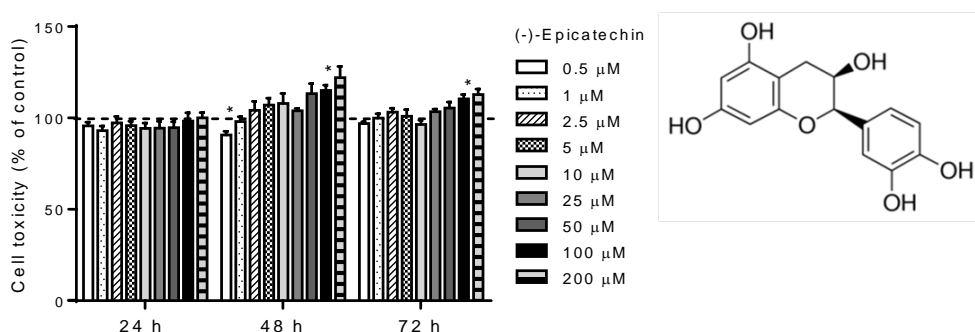 Cell toxicity (% of control)
150
100
50
0
*
*
*
24 h
48 h
72 h
(-)-Epicatechin
0.5 μM
1 μM
2.5 μM
5 μM
10 μM
25 μM
50 μM
100 μM
200 μM
OH
OH
HO
O
OH
OH